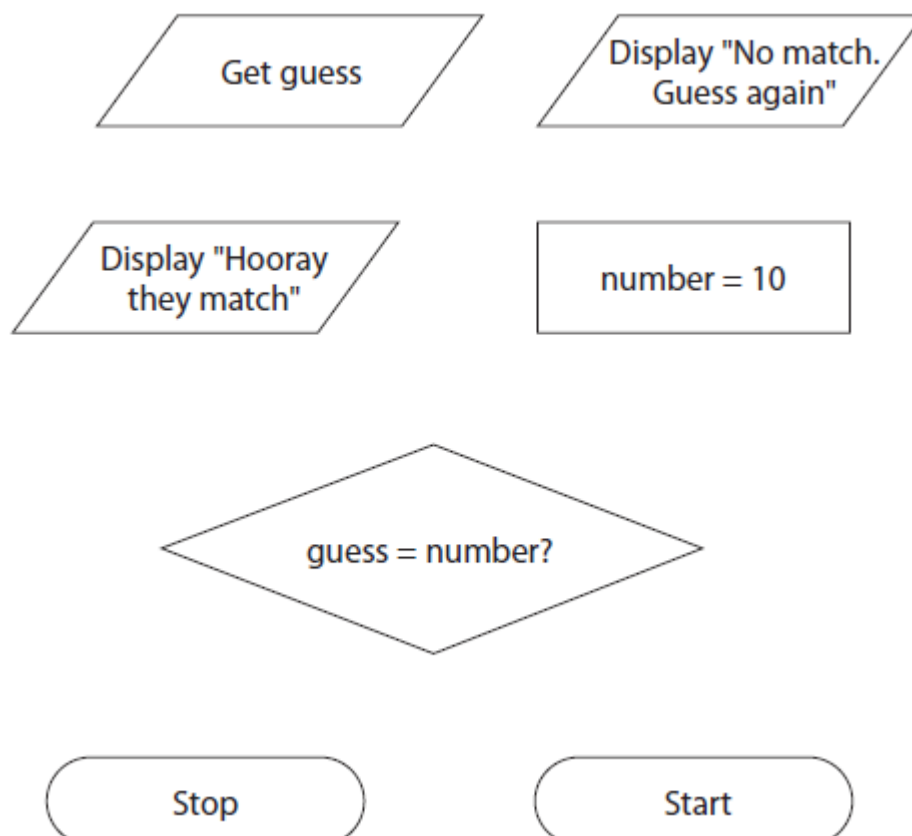 Get guess
Display "No match.
Guess again"
Display "Hooray
they match"
number = 10
guess = number?
Stop
Start